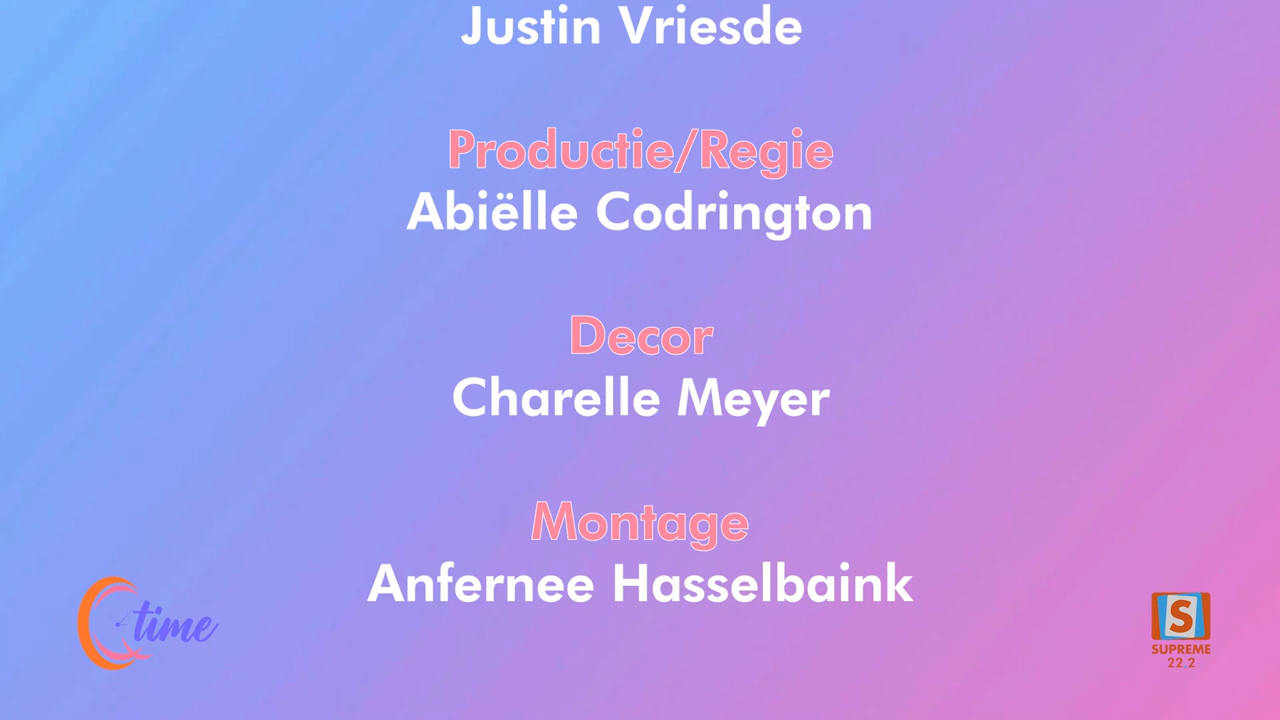 Justin Vriesde
Productie/Regie
Abiëlle Codrington
Decor
Charelle Meyer
Montage
Anfernee Hasselbaink
Q-time
S
SUPREME
22.2